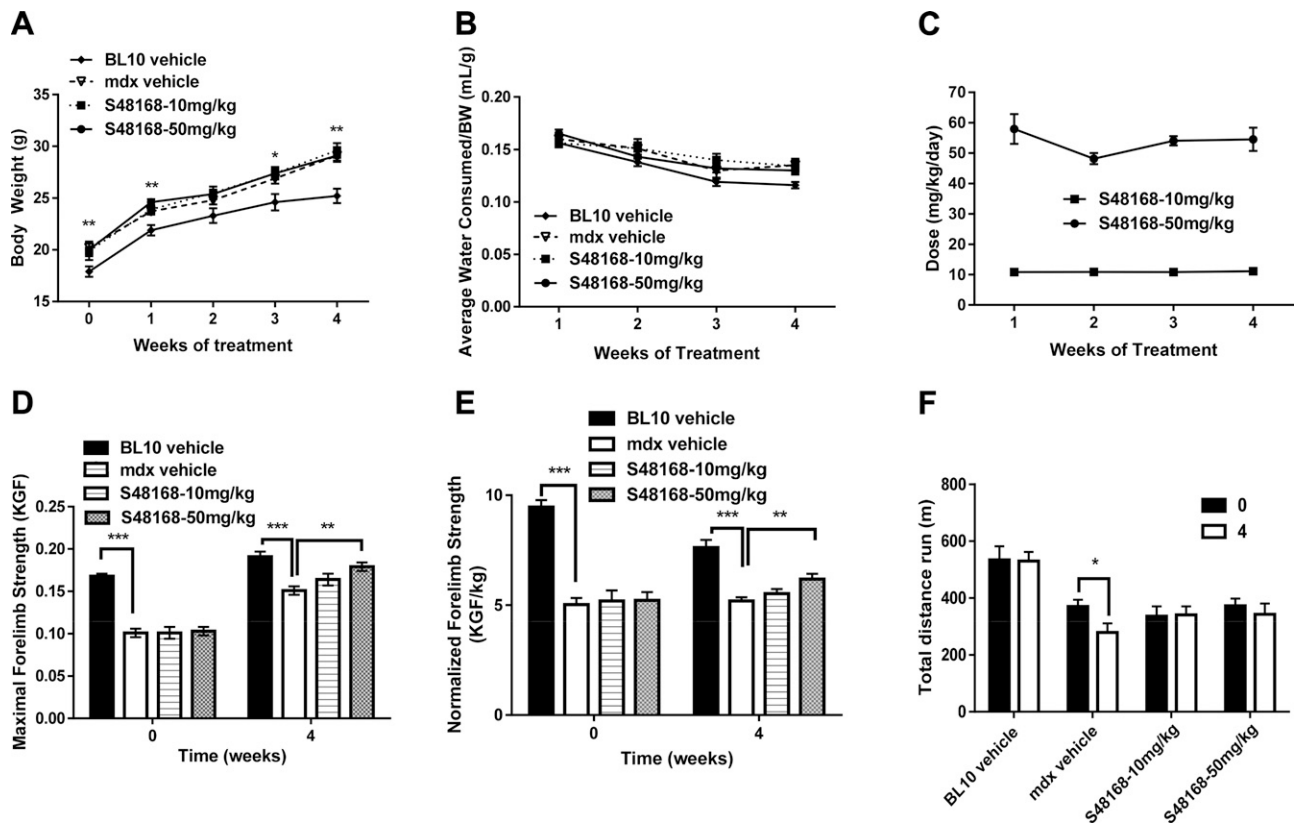 A
BL10 vehicle
mdx vehicle
S48168-10mg/kg
S48168-50mg/kg
Body Weight (g)
35
30
25
20
15
**
**
*
**
0 1 2 3 4
Weeks of treatment
B
Average Water Consumed/BW (mL/g)
0.20
0.15
0.10
0.05
0.00
BL10 vehicle
mdx vehicle
S48168-10mg/kg
S48168-50mg/kg
1 2 3 4
Weeks of Treatment
C
Dose (mg/kg/day)
70
60
50
40
30
20
10
0
S48168-10mg/kg
S48168-50mg/kg
1 2 3 4
Weeks of Treatment
D
BL10 vehicle
mdx vehicle
S48168-10mg/kg
S48168-50mg/kg
Maximal Forelimb Strength (KGF)
0.20
0.15
0.10
0.05
0.00
***
***
**
0 4
Time (weeks)
E
BL10 vehicle
mdx vehicle
S48168-10mg/kg
S48168-50mg/kg
Normalized Forelimb Strength
(KGF/kg)
10
5
0
***
***
**
0 4
Time (weeks)
F
Total distance run (m)
800
600
400
200
0
0
4
*
BL10 vehicle
mdx vehicle
S48168-10mg/kg
S48168-50mg/kg